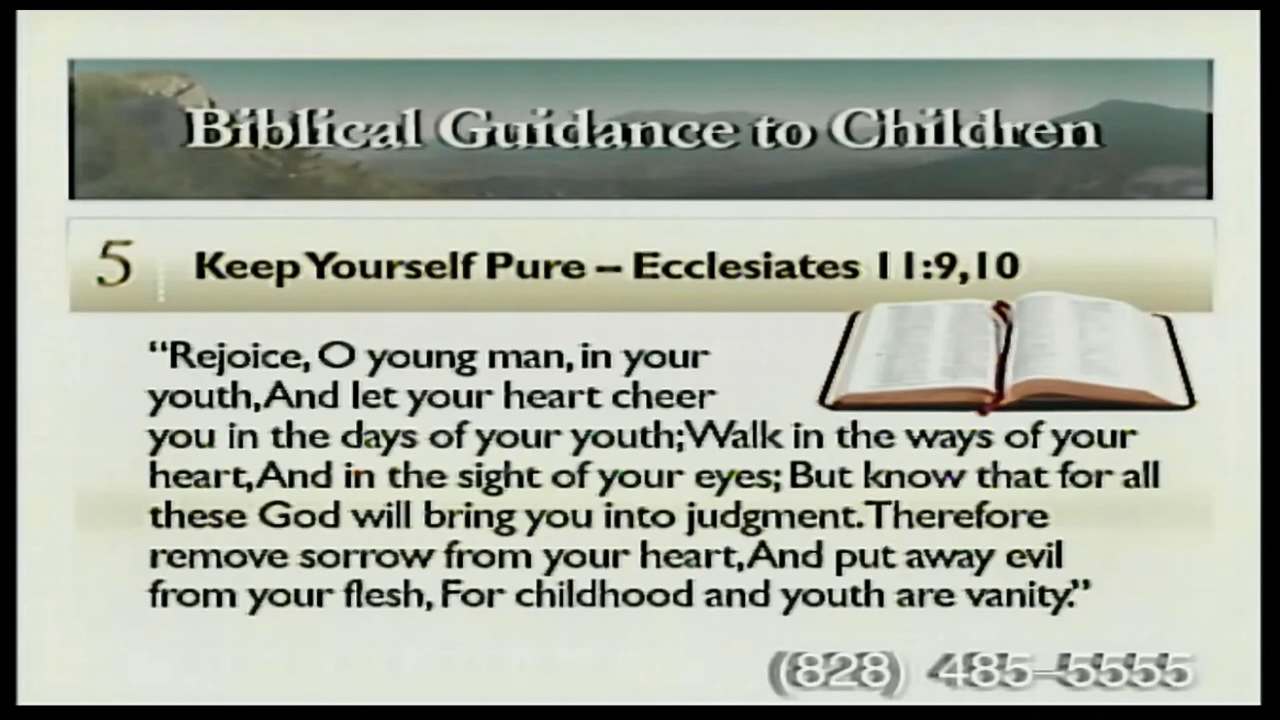 Biblical Guidance to Children
5 Keep Yourself Pure – Ecclesiates 11:9,10
“Rejoice, O young man, in your
youth, And let your heart cheer
you in the days of your youth; Walk in the ways of your
heart, And in the sight of your eyes; But know that for all
these God will bring you into judgment. Therefore
remove sorrow from your heart, And put away evil
from your flesh, For childhood and youth are vanity.”
(828) 485-5555